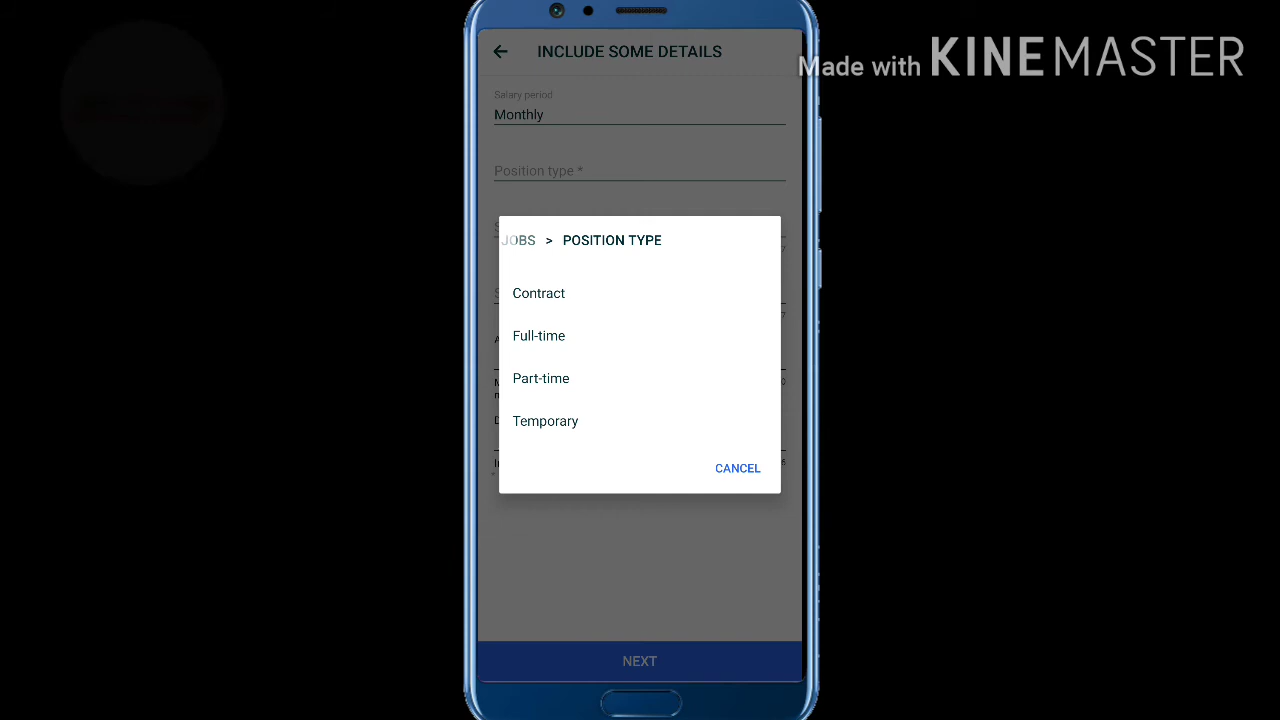 INCLUDE SOME DETAILS
Made with KINEMASTER
Salary period
Monthly
Position type *
JOBS > POSITION TYPE
Contract
Full-time
Part-time
Temporary
CANCEL
NEXT